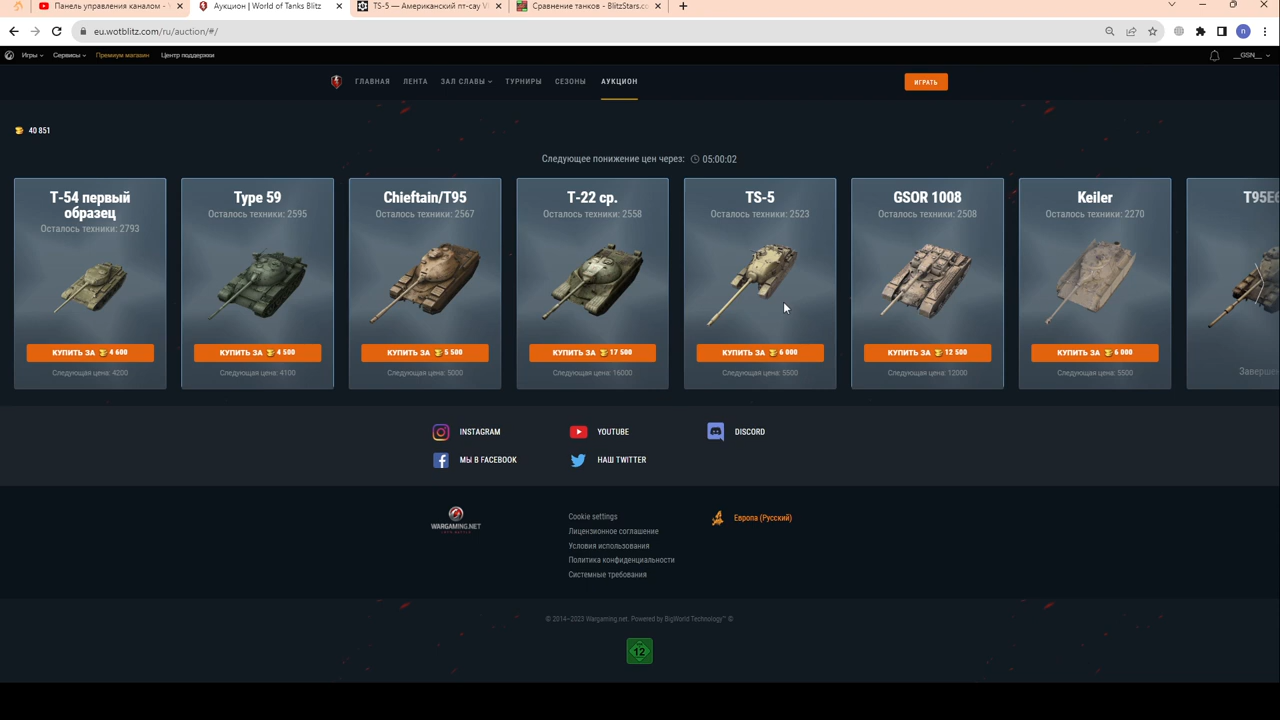 Панель управления каналом -
Аукцион | World of Tanks Blitz
TS-5 — Американский пт-сау VI
Сравнение танков - BlitzStars.co
eu.wotblitz.com/ru/auction/#/
п
Игры
Сервисы
Премиум магазин
Центр поддержки
__GSN__
ГЛАВНАЯ
ЛЕНТА
ЗАЛ СЛАВЫ
ТУРНИРЫ
СЕЗОНЫ
АУКЦИОН
ИГРАТЬ
40 851
Следующее понижение цен через: 05:00:02
Т-54 первый
образец
Осталось техники: 2793
КУПИТЬ ЗА 4 600
Следующая цена: 4200
Type 59
Осталось техники: 2595
КУПИТЬ ЗА 4 500
Следующая цена: 4100
Chieftain/T95
Осталось техники: 2567
КУПИТЬ ЗА 5 500
Следующая цена: 5000
Т-22 ср.
Осталось техники: 2558
КУПИТЬ ЗА 17 500
Следующая цена: 16000
TS-5
Осталось техники: 2523
КУПИТЬ ЗА 6 000
Следующая цена: 5500
GSOR 1008
Осталось техники: 2508
КУПИТЬ ЗА 12 500
Следующая цена: 12000
Keiler
Осталось техники: 2270
КУПИТЬ ЗА 6 000
Следующая цена: 5500
T95E6
Заверше
INSTAGRAM
YOUTUBE
DISCORD
МЫ В FACEBOOK
НАШ TWITTER
WARGAMING.NET
LET'S BATTLE
Cookie settings
Лицензионное соглашение
Условия использования
Политика конфиденциальности
Системные требования
Европа (Русский)
© 2014–2023 Wargaming.net. Powered by BigWorld Technology™ ©
12